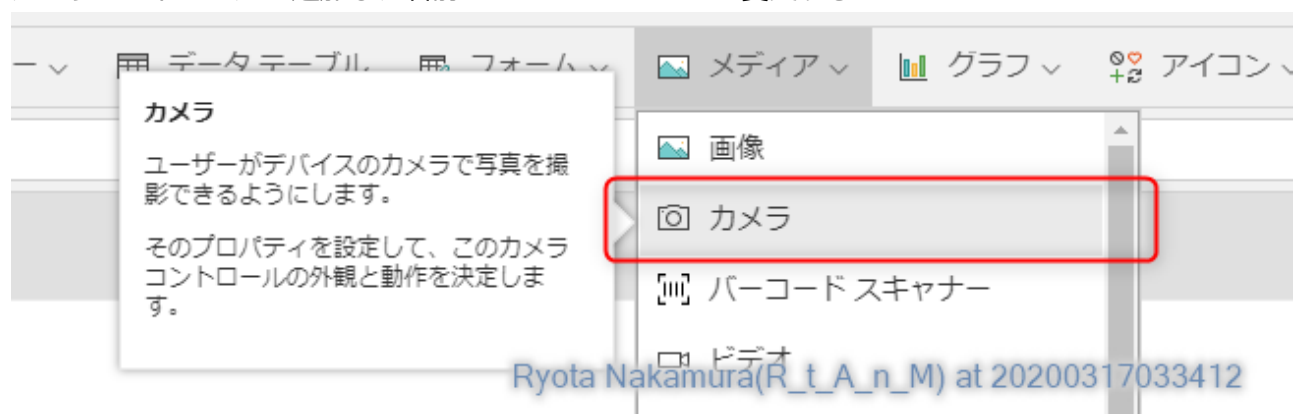 ー
データ テーブル
フォーム
メディア
グラフ
アイコン
カメラ
ユーザーがデバイスのカメラで写真を撮
影できるようにします。
そのプロパティを設定して、このカメラ
コントロールの外観と動作を決定しま
す。
画像
カメラ
バーコード スキャナー
ビデオ
Ryota Nakamura(R_t_A_n_M) at 20200317033412